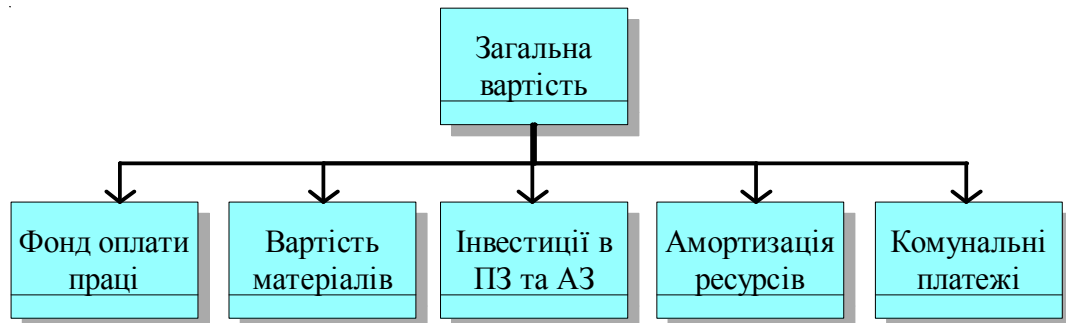 Загальна
вартість
Фонд оплати
праці
Вартість
матеріалів
Інвестиції в
ПЗ та АЗ
Амортизація
ресурсів
Комунальні
платежі